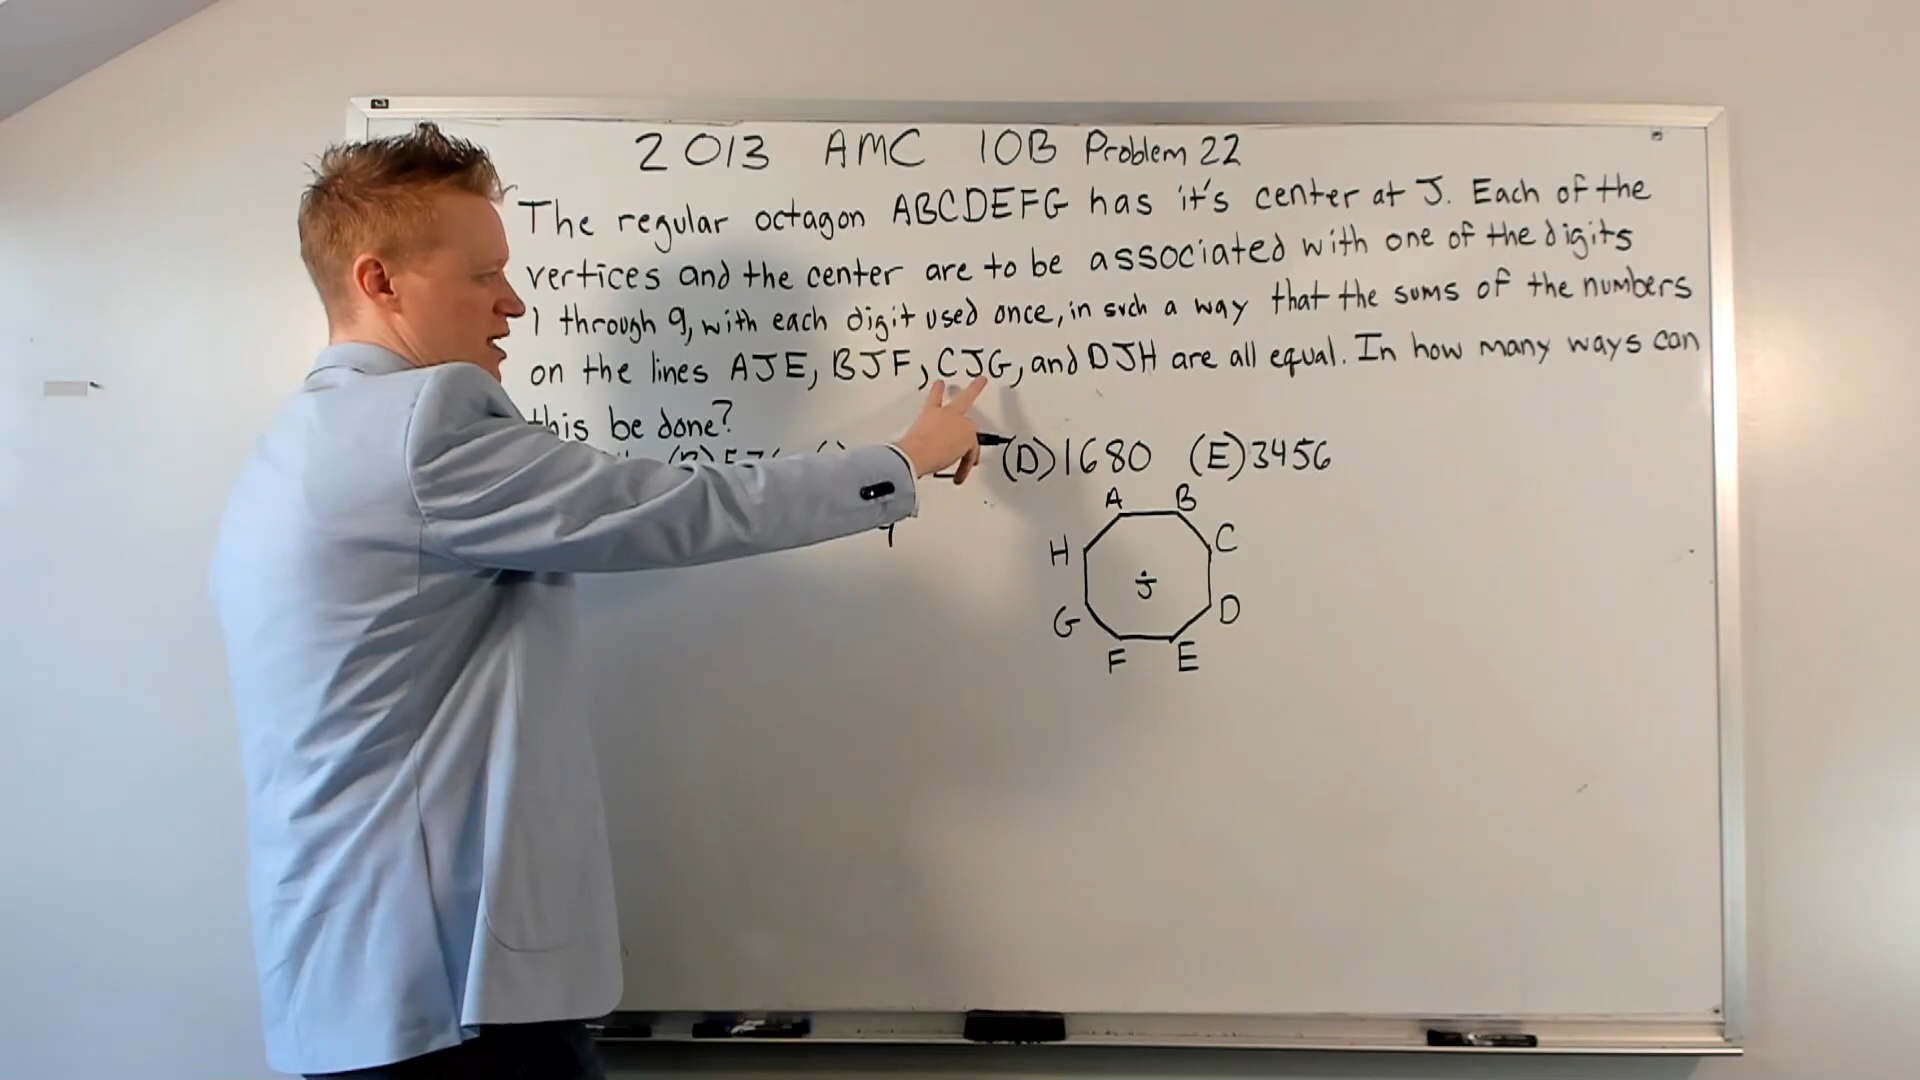 2013 AMC 10B Problem 22
The regular octagon ABCDEFG has it's center at J. Each of the
vertices and the center are to be associated with one of the digits
1 through 9, with each digit used once, in such a way that the sums of the numbers
on the lines AJE, BJF, CJG, and DJH are all equal. In how many ways can
this be done?
(D) 1680 (E) 3456
A B
H C
J
G D
F E